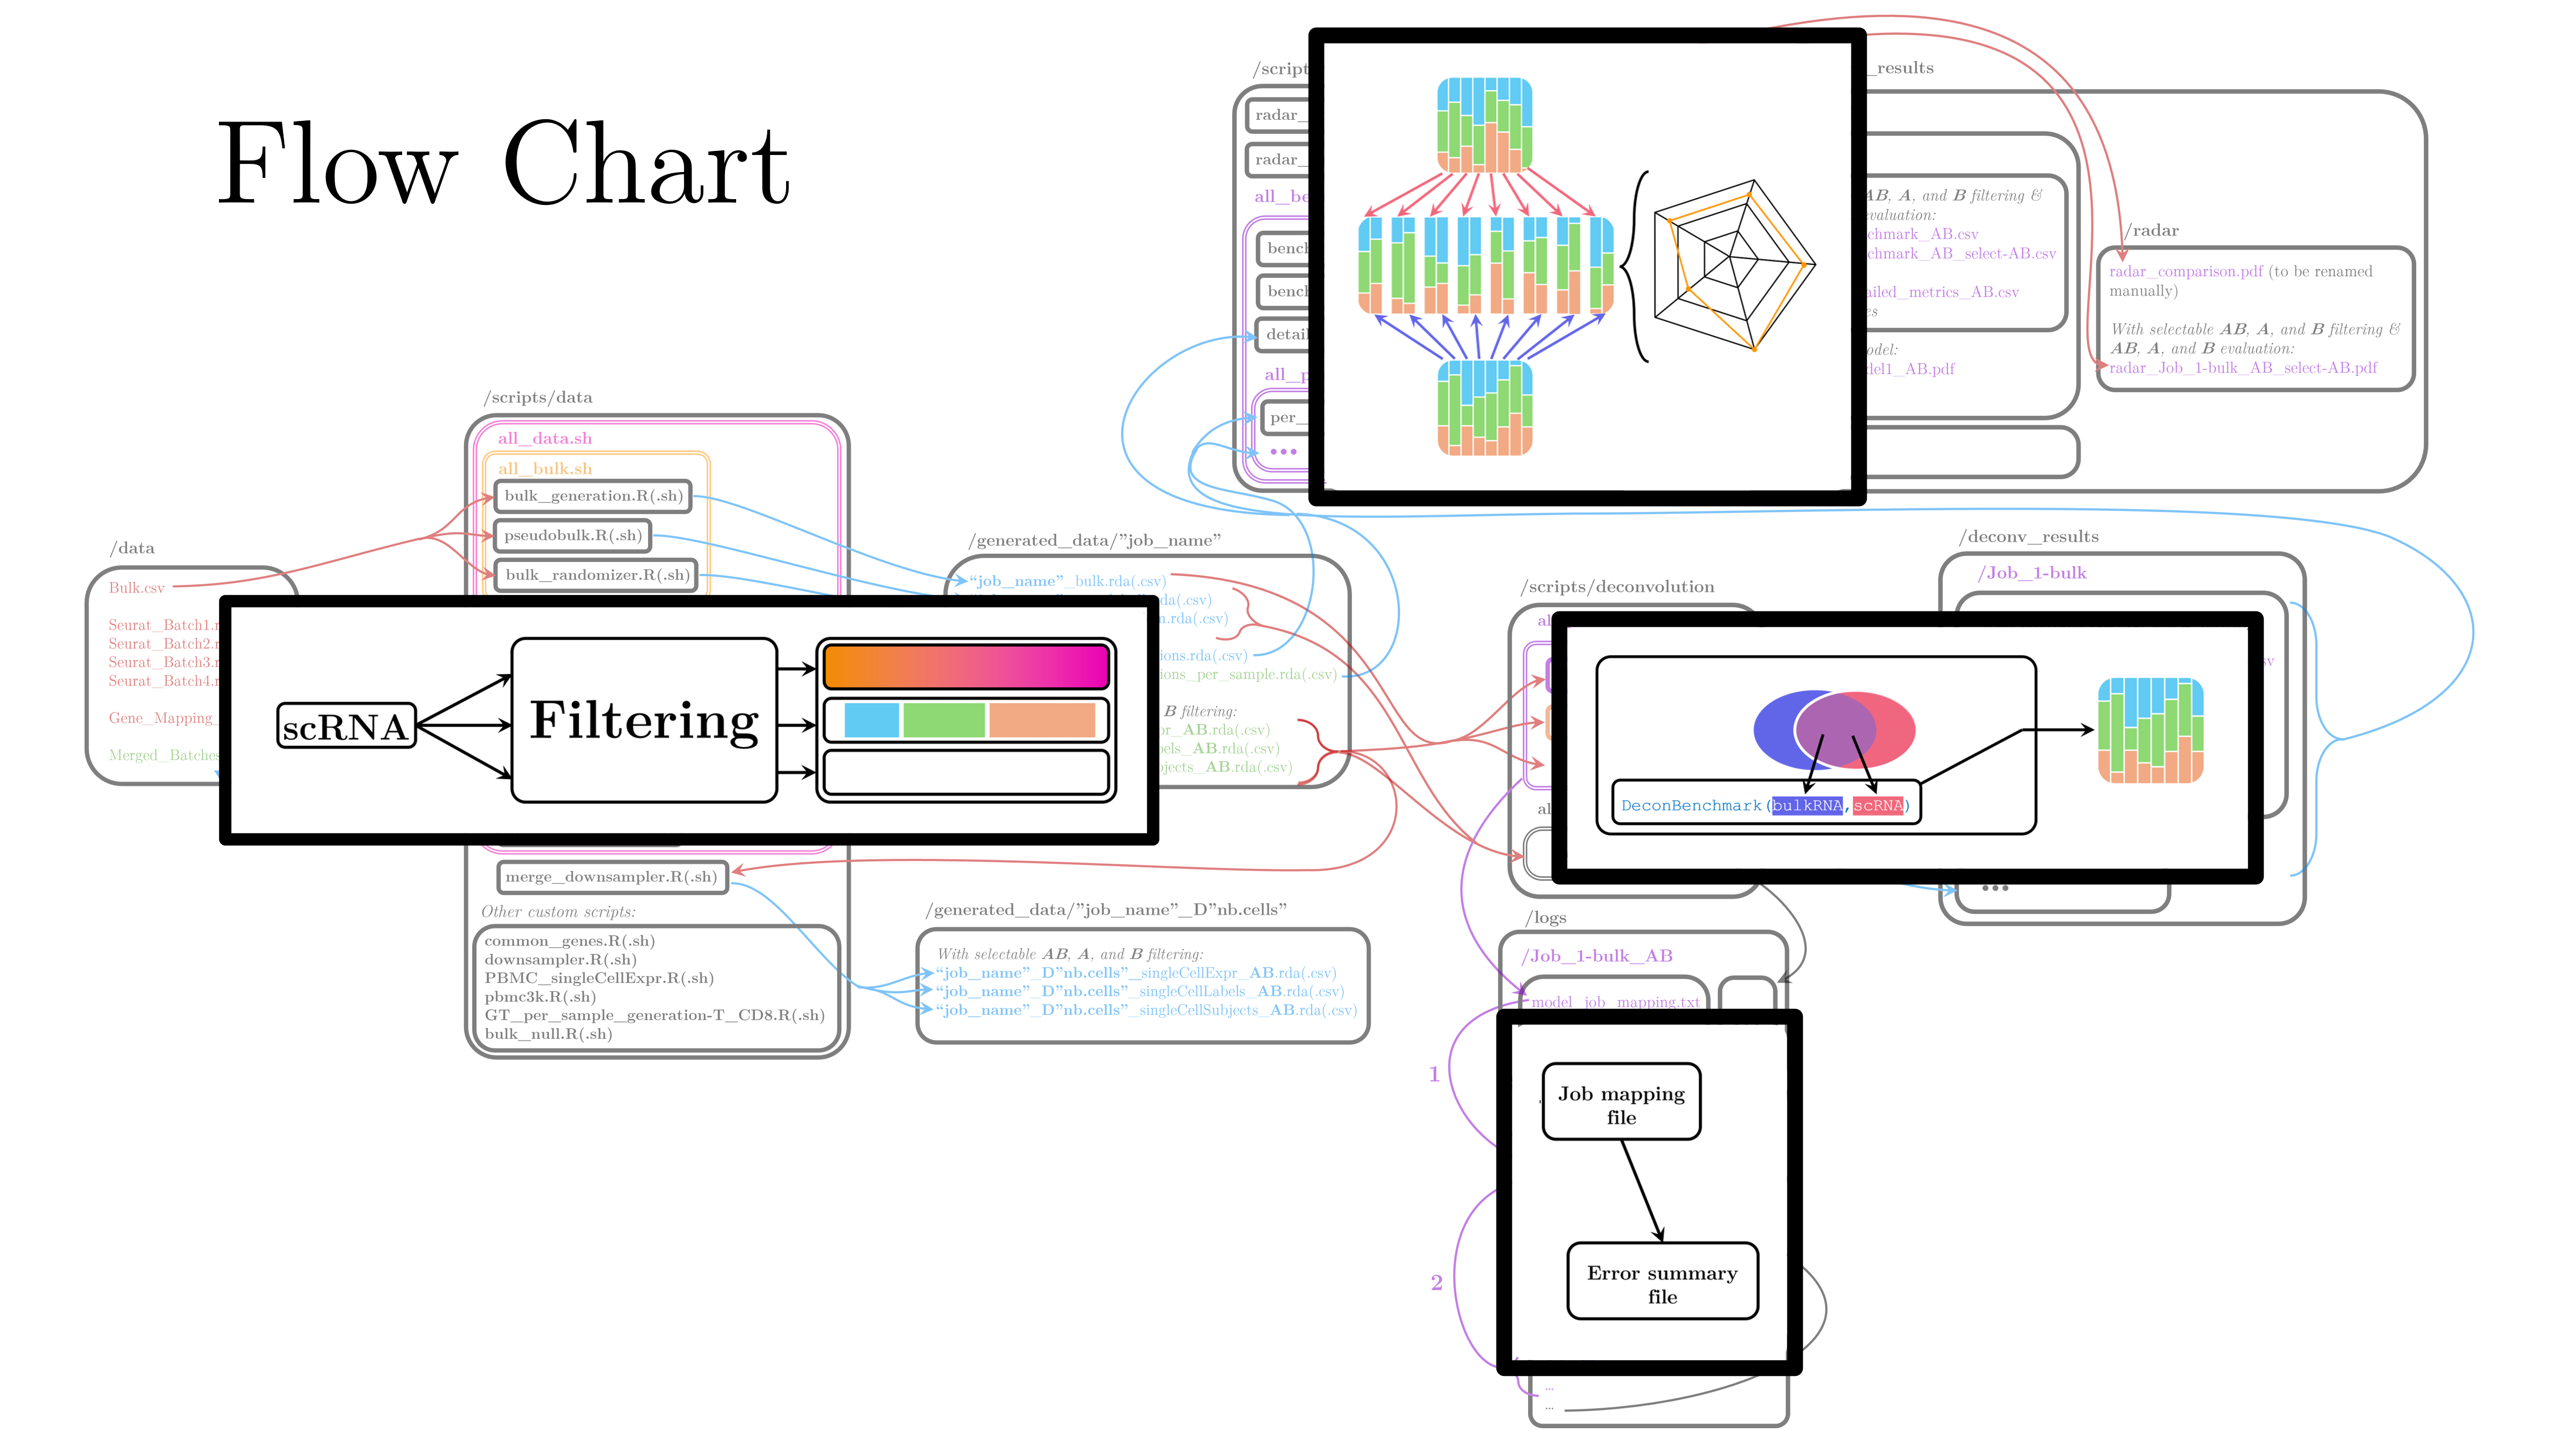 Flow Chart
/data
Bulk.csv
Seurat_Batch1.r
Seurat_Batch2.r
Seurat_Batch3.r
Seurat_Batch4.r
Gene_Mapping_
Merged_Batches
/scripts/data
all_data.sh
all_bulk.sh
bulk_generation.R(.sh)
pseudobulk.R(.sh)
bulk_randomizer.R(.sh)
scRNA
Filtering
merge_downsampler.R(.sh)
Other custom scripts:
common_genes.R(.sh)
downsampler.R(.sh)
PBMC_singleCellExpr.R(.sh)
pbmc3k.R(.sh)
GT_per_sample_generation-T_CD8.R(.sh)
bulk_null.R(.sh)
/generated_data/"job_name"
“job_name”_bulk.rda(.csv)
rda(.csv)
n.rda(.csv)
ions.rda(.csv)
ions_per_sample.rda(.csv)
B filtering:
pr_AB.rda(.csv)
bels_AB.rda(.csv)
bjects_AB.rda(.csv)
/generated_data/"job_name"_D"nb.cells"
With selectable AB, A, and B filtering:
“job_name”_D”nb.cells”_singleCellExpr_AB.rda(.csv)
“job_name”_D”nb.cells”_singleCellLabels_AB.rda(.csv)
“job_name”_D”nb.cells”_singleCellSubjects_AB.rda(.csv)
/script
radar_
radar_
all_be
bench
bench
detail
all_p
per_
•••
_results
AB, A, and B filtering &
evaluation:
chmark_AB.csv
chmark_AB_select-AB.csv
ailed_metrics_AB.csv
es
odel:
del1_AB.pdf
/radar
radar_comparison.pdf (to be renamed
manually)
With selectable AB, A, and B filtering &
AB, A, and B evaluation:
radar_Job_1-bulk_AB_select-AB.pdf
/scripts/deconvolution
al
al
DeconBenchmark(bulkRNA,scRNA)
/deconv_results
/Job_1-bulk
sv
•••
/logs
/Job_1-bulk_AB
model_job_mapping.txt
1
Job mapping
file
2
Error summary
file
...
...